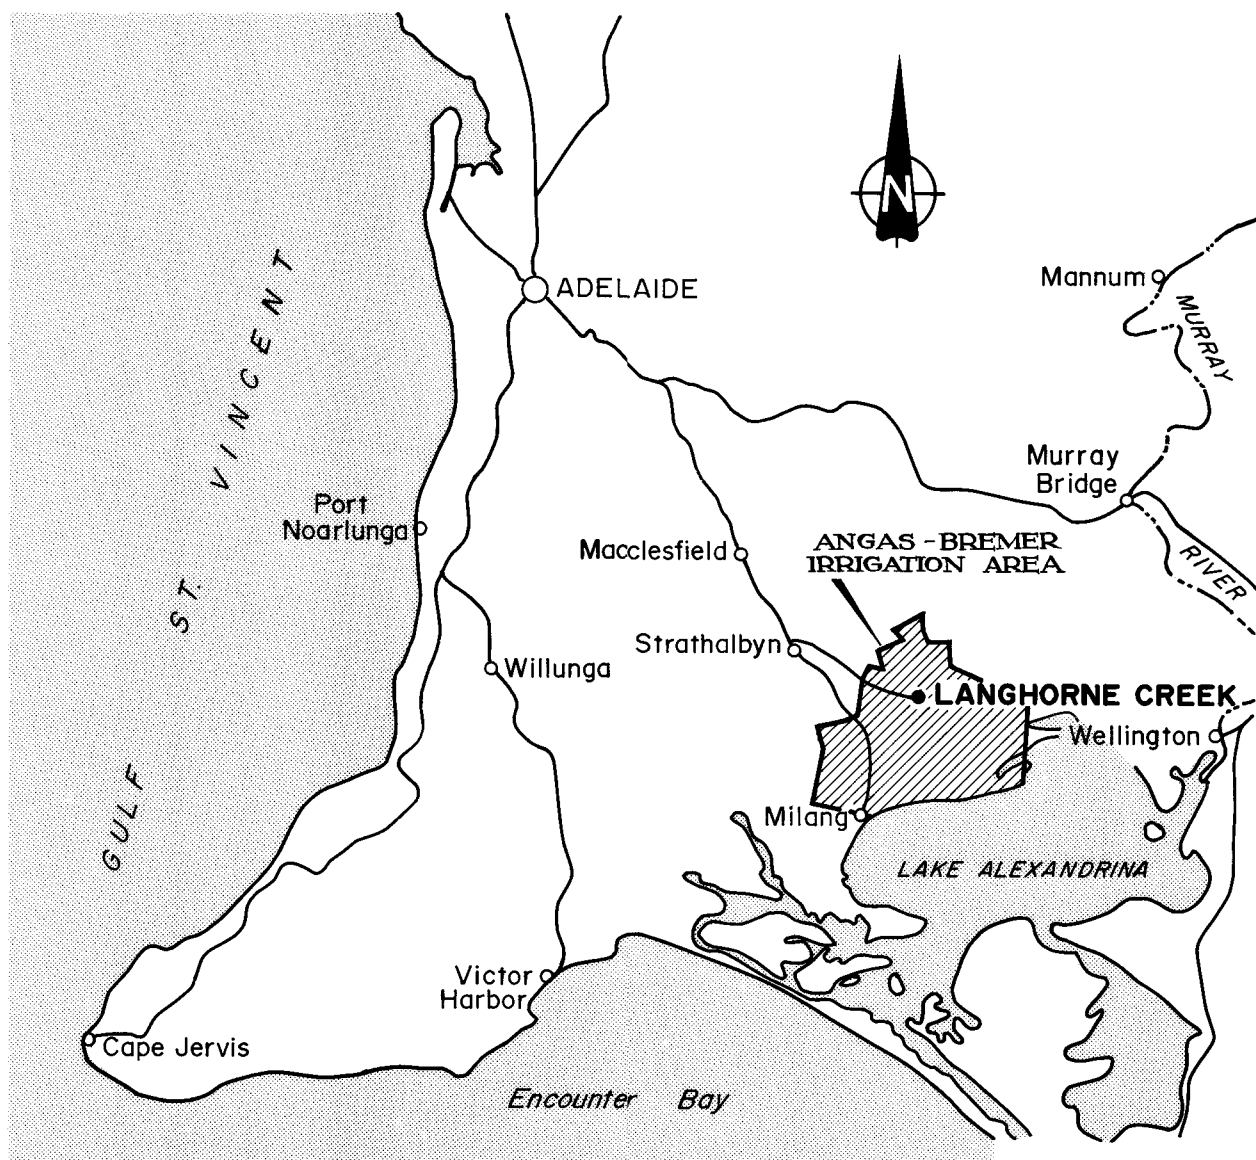 N
ADELAIDE
Mannum
MURRAY
GULF ST. VINCENT
Murray
Bridge
Port
Noarlunga
Macclesfield
ANGAS-BREMER
IRRIGATION AREA
RIVER
Strathalbyn
Willunga
LANGHORNE CREEK
Wellington
Milang
LAKE ALEXANDRINA
Victor
Harbor
Cape Jervis
Encounter Bay